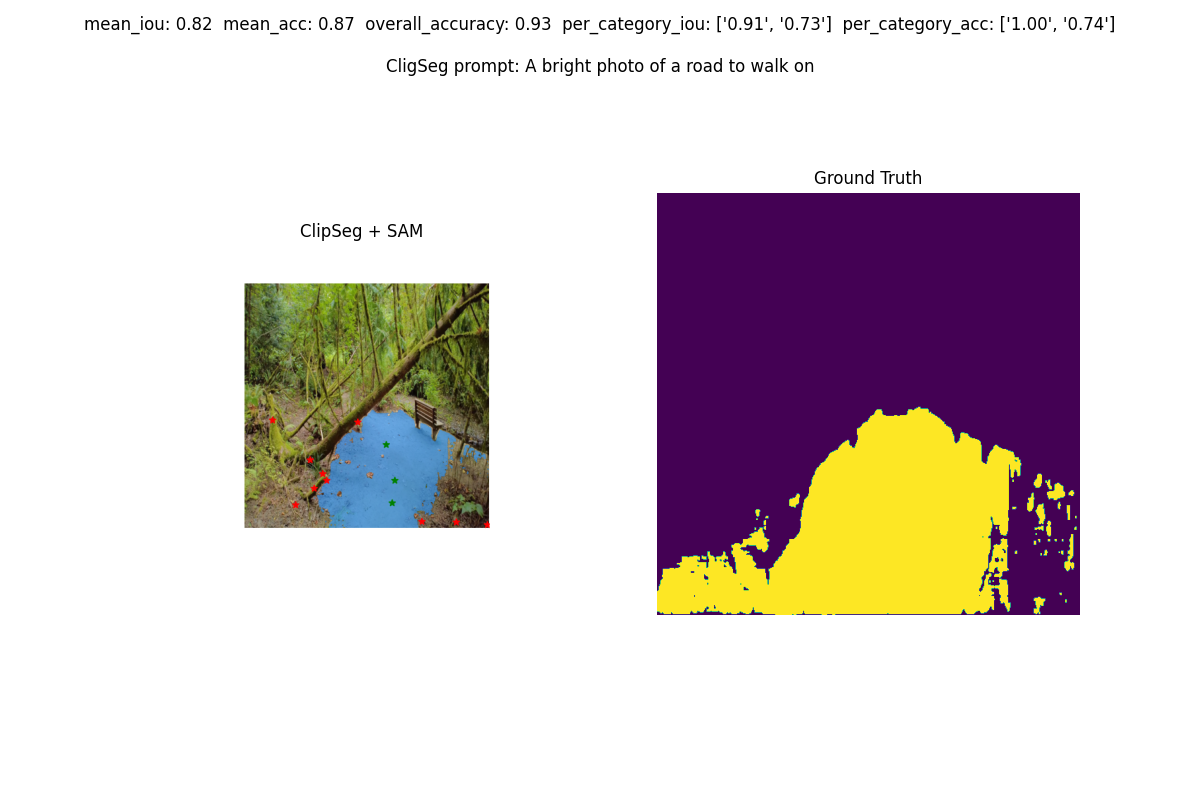 mean_iou: 0.82  mean_acc: 0.87  overall_accuracy: 0.93  per_category_iou: ['0.91', '0.73']  per_category_acc: ['1.00', '0.74']
CligSeg prompt: A bright photo of a road to walk on
Ground Truth
ClipSeg + SAM